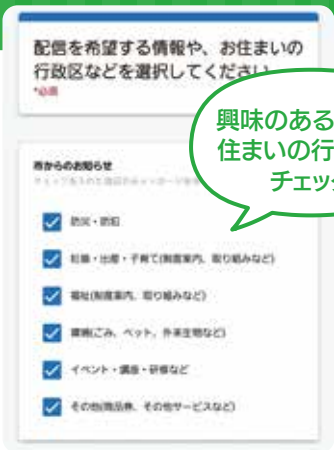 配信を希望する情報や、お住まいの
行政区などを選択してください
*必須
興味のある
住まいの行
チェッ
市からのお知らせ
防災・防犯
妊娠・出産・子育て(制度案内、取り組みなど)
福祉(制度案内、取り組みなど)
環境(ごみ、ペット、外来生物など)
イベント・講座・研修など
その他(商品券、その他サービスなど)